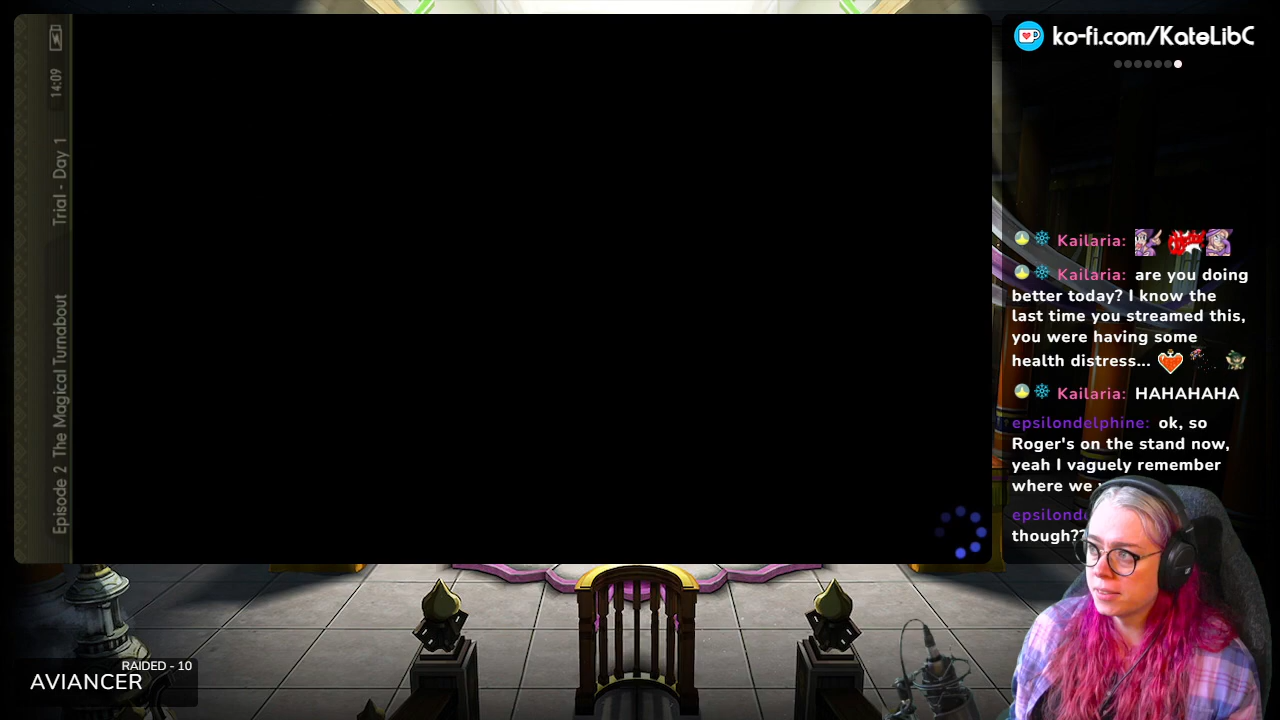 Episode 2 The Magical Turnabout
Trial - Day 1
14:09
ko-fi.com/KateLibC
Kailaria:
Kailaria: are you doing
better today? I know the
last time you streamed this,
you were having some
health distress...
Kailaria: HAHAHAHA
epsilondelphine: ok, so
Roger's on the stand now,
yeah I vaguely remember
where we
though??
RAIDED - 10
AVIANCER